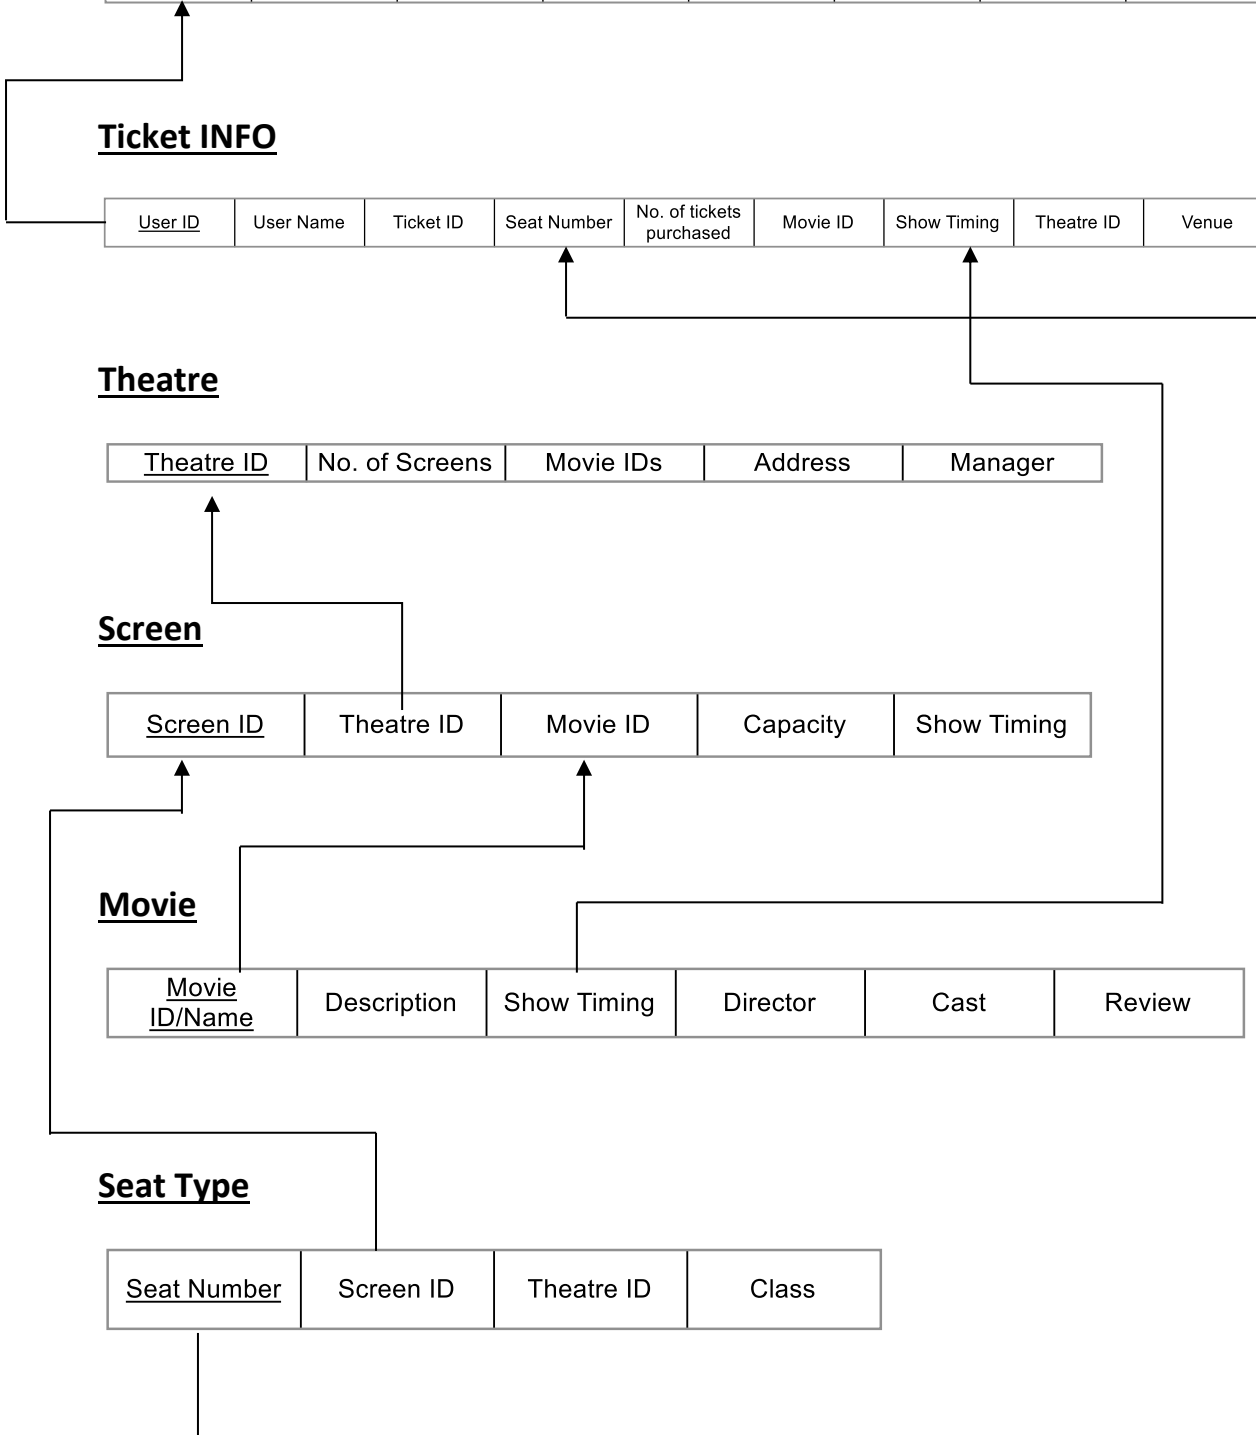 Ticket INFO
User ID User Name Ticket ID Seat Number No. of tickets purchased Movie ID Show Timing Theatre ID Venue
Theatre
Theatre ID No. of Screens Movie IDs Address Manager
Screen
Screen ID Theatre ID Movie ID Capacity Show Timing
Movie
Movie ID/Name Description Show Timing Director Cast Review
Seat Type
Seat Number Screen ID Theatre ID Class